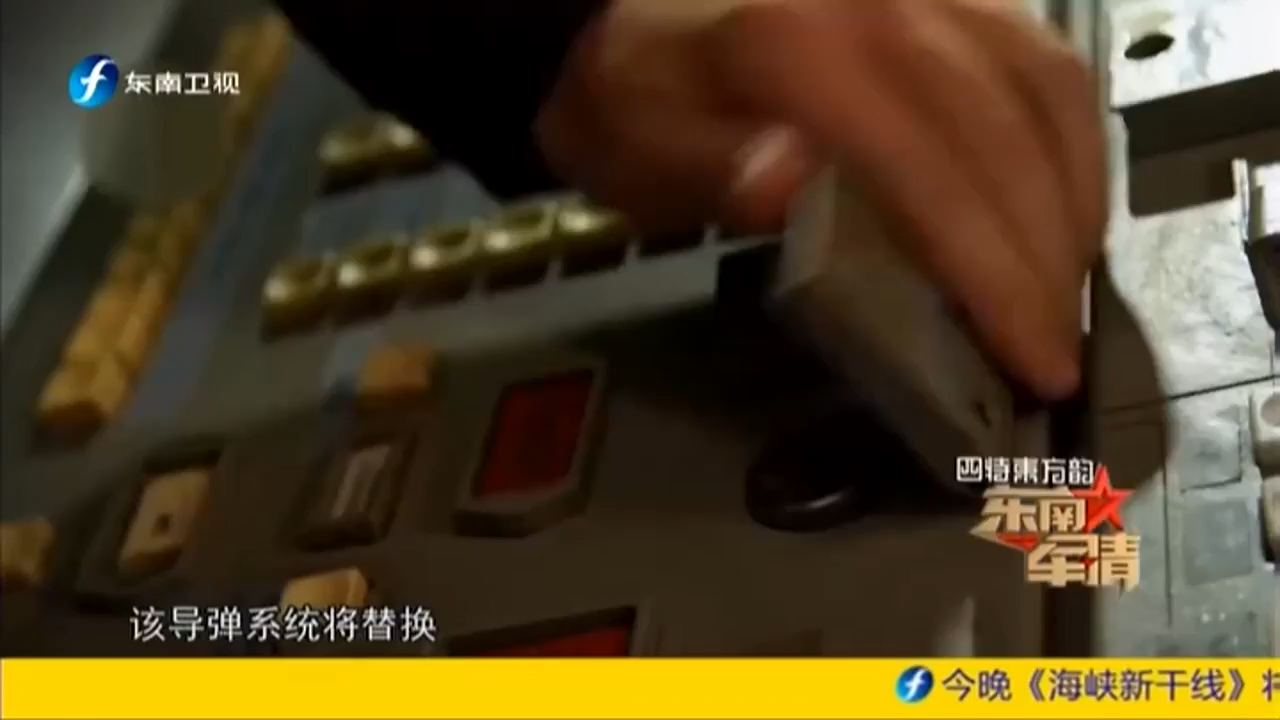 东南卫视
四特東方韵
东南
军情
该导弹系统将替换
今晚《海峡新干线》将